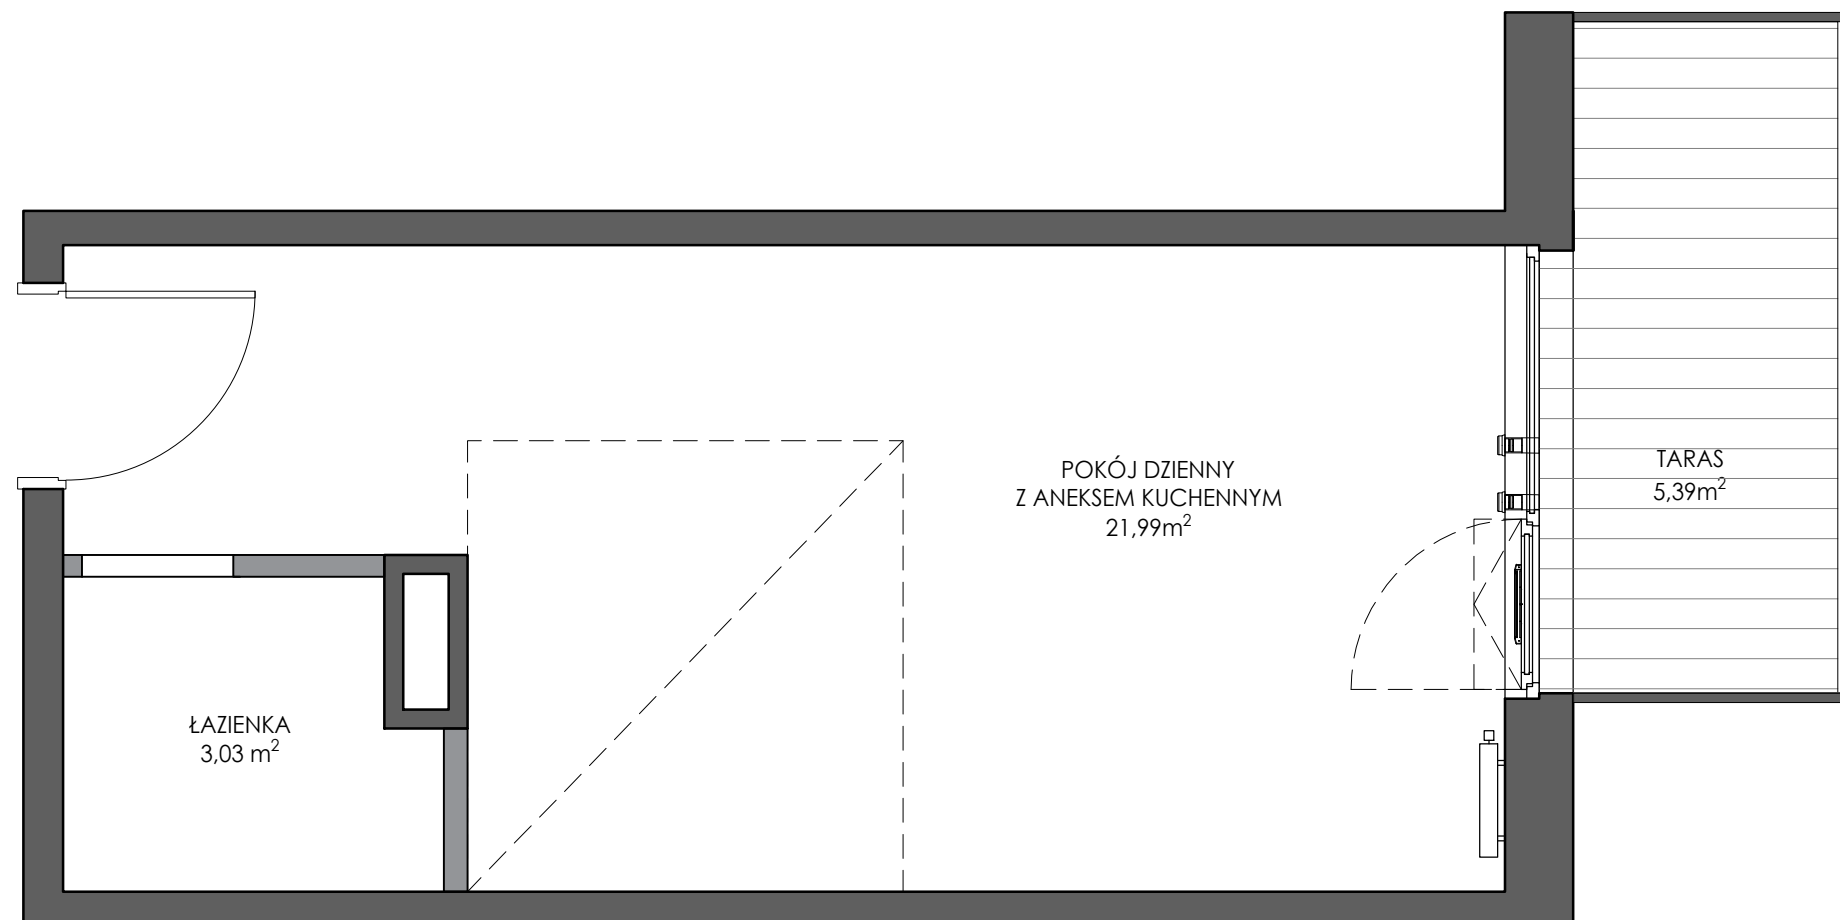 POKÓJ DZIENNY
Z ANEKSEM KUCHENNYM
21,99m²
TARAS
5,39m²
ŁAZIENKA
3,03 m²